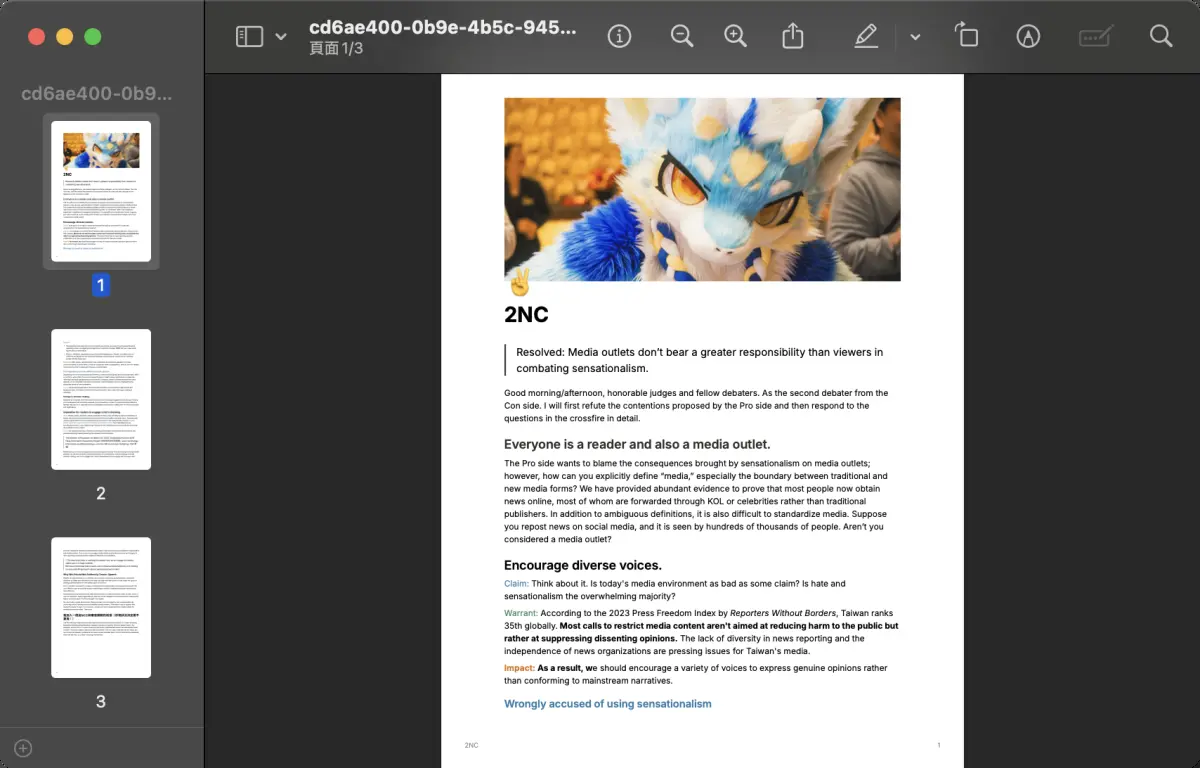 cd6ae400-0b9e-4b5c-945...
頁面 1/3
cd6ae400-0b9...
1
2
3
2NC
Resolved: Media outlets don't bear a greater responsibility than viewers in
combating sensationalism.
Good morning/afternoon, honorable judges and fellow debaters. As the second debater from the
Con side. I will first refute the contentions proposed by the Pro side and then respond to the
questions in the crossfire in detail.
Everyone is a reader and also a media outlet.
The Pro side wants to blame the consequences brought by sensationalism on media outlets;
however, how can you explicitly define “media,” especially the boundary between traditional and
new media forms? We have provided abundant evidence to prove that most people now obtain
news online, most of whom are forwarded through KOL or celebrities rather than traditional
publishers. In addition to ambiguous definitions, it is also difficult to standardize media. Suppose
you repost news on social media, and it is seen by hundreds of thousands of people. Aren't you
considered a media outlet?
Encourage diverse voices.
Claim: Think about it. Is today's media environment as bad as some claim? Is hate and
sensationalism the overwhelming majority?
Warrant: According to the 2023 Press Freedom Index by Reporters Without Borders, Taiwan ranks
35th globally. Most calls to restrict media content aren't aimed at reducing harm to the public but
rather at suppressing dissenting opinions. The lack of diversity in news reporting and the
independence of news organizations are pressing issues for Taiwan's media.
Impact: As a result, we should encourage a variety of voices to express genuine opinions rather
than conforming to mainstream narratives.
Wrongly accused of using sensationalism
2NC
1